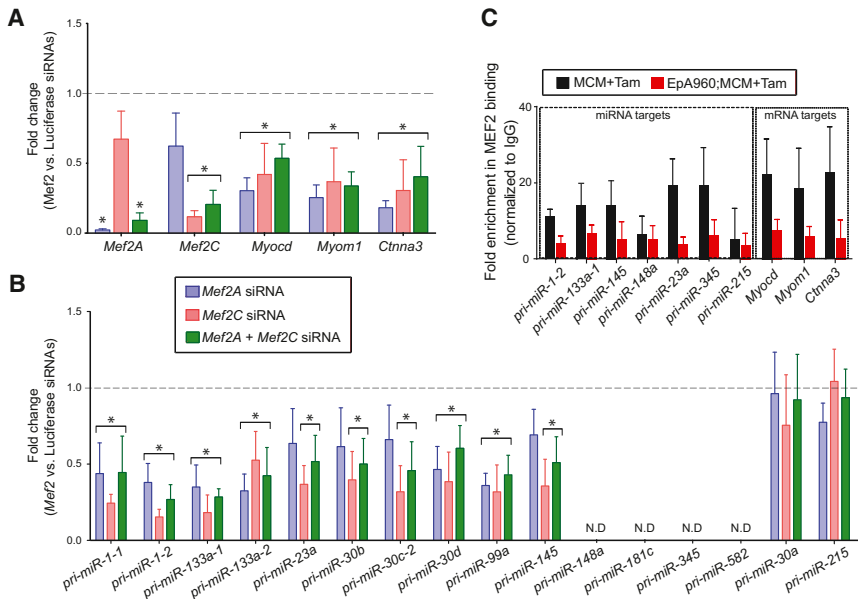 A
Fold change
(Mef2 vs. Luciferase siRNAs)
1.5
1.0
0.5
0.0
* * * * * *
Mef2A Mef2C Myocd Myom1 Ctnna3
C
MCM+Tam EpA960;MCM+Tam
miRNA targets mRNA targets
Fold enrichment in MEF2 binding
(normalized to IgG)
40
20
0
pri-miR-1-2 pri-miR-133a-1 pri-miR-145 pri-miR-148a pri-miR-23a pri-miR-345 pri-miR-215 Myocd Myom1 Ctnna3
B
Mef2A siRNA
Mef2C siRNA
Mef2A + Mef2C siRNA
Fold change
(Mef2 vs. Luciferase siRNAs)
1.5
1.0
0.5
0.0
* * * * * * * * * *
N.D N.D N.D N.D
pri-miR-1-1 pri-miR-1-2 pri-miR-133a-1 pri-miR-133a-2 pri-miR-23a pri-miR-30b pri-miR-30c-2 pri-miR-30d pri-miR-99a pri-miR-145 pri-miR-148a pri-miR-181c pri-miR-345 pri-miR-582 pri-miR-30a pri-miR-215